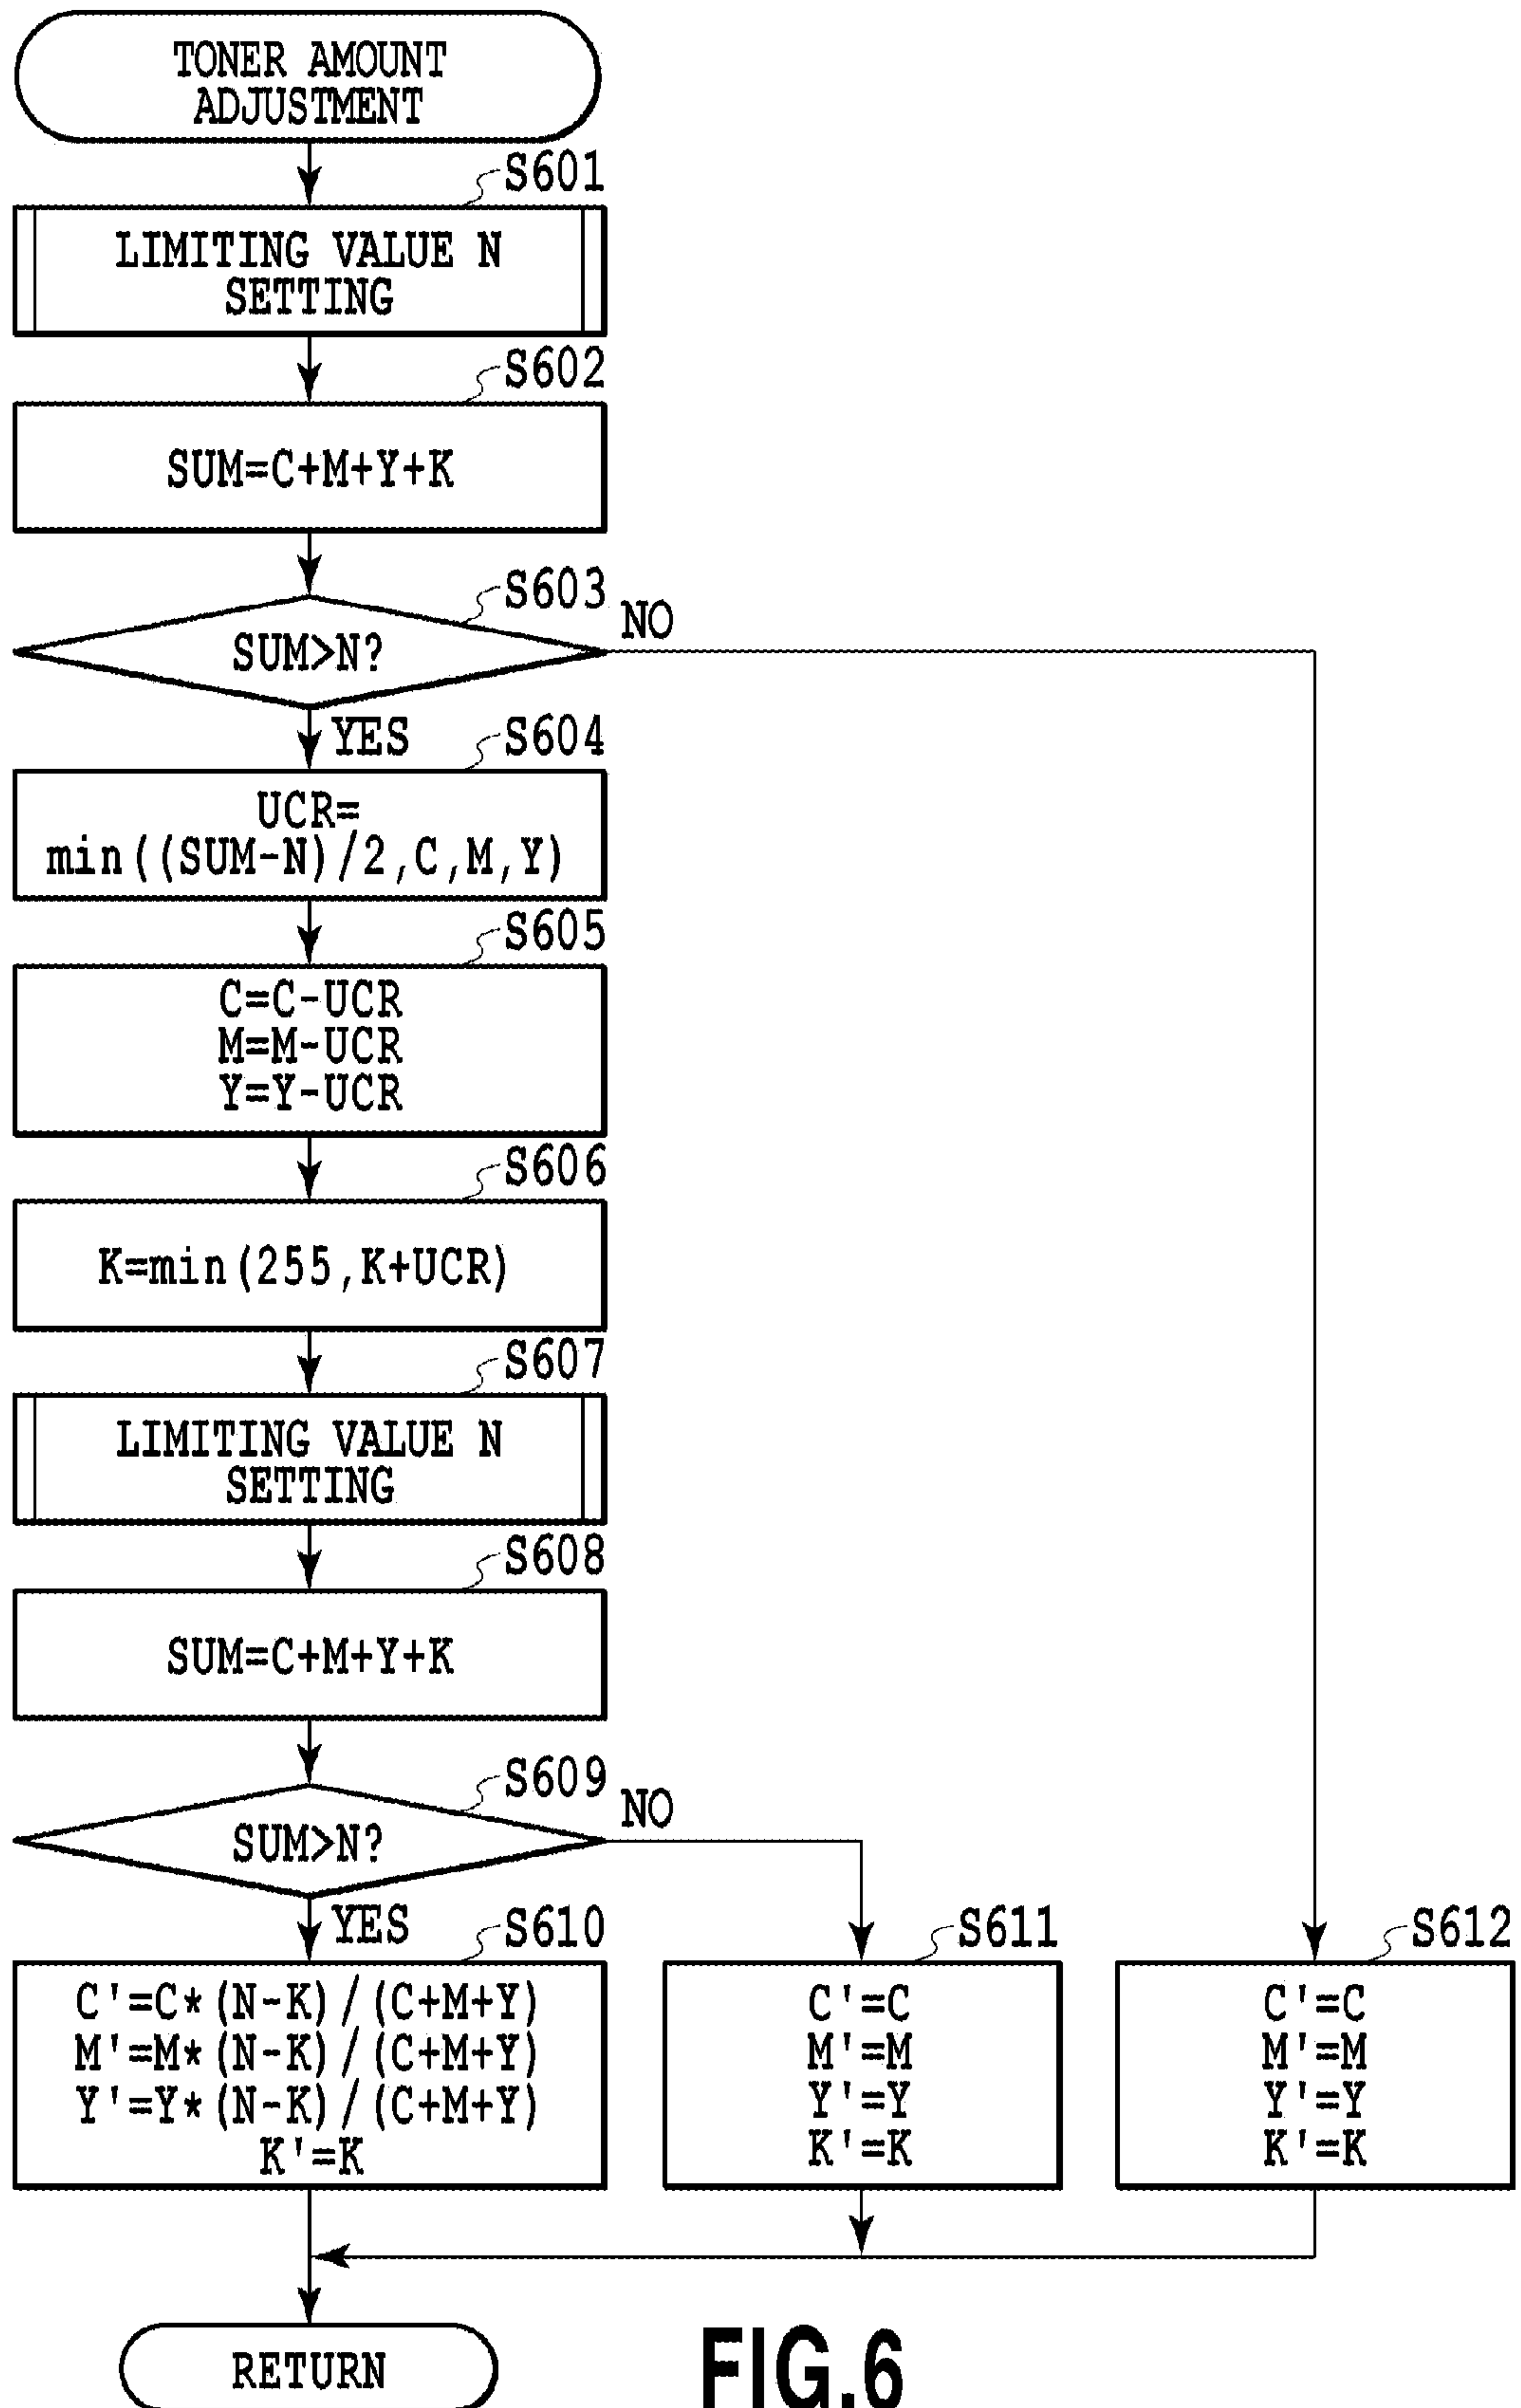 TONER AMOUNT
ADJUSTMENT
S601
LIMITING VALUE N
SETTING
S602
SUM=C+M+Y+K
S603
SUM>N?
NO
YES
S604
UCR=
min((SUM-N)/2,C,M,Y)
S605
C=C-UCR
M=M-UCR
Y=Y-UCR
S606
K=min(255,K+UCR)
S607
LIMITING VALUE N
SETTING
S608
SUM=C+M+Y+K
S609
SUM>N?
NO
YES
S610
C'=C*(N-K)/(C+M+Y)
M'=M*(N-K)/(C+M+Y)
Y'=Y*(N-K)/(C+M+Y)
K'=K
S611
C'=C
M'=M
Y'=Y
K'=K
S612
C'=C
M'=M
Y'=Y
K'=K
RETURN
FIG.6